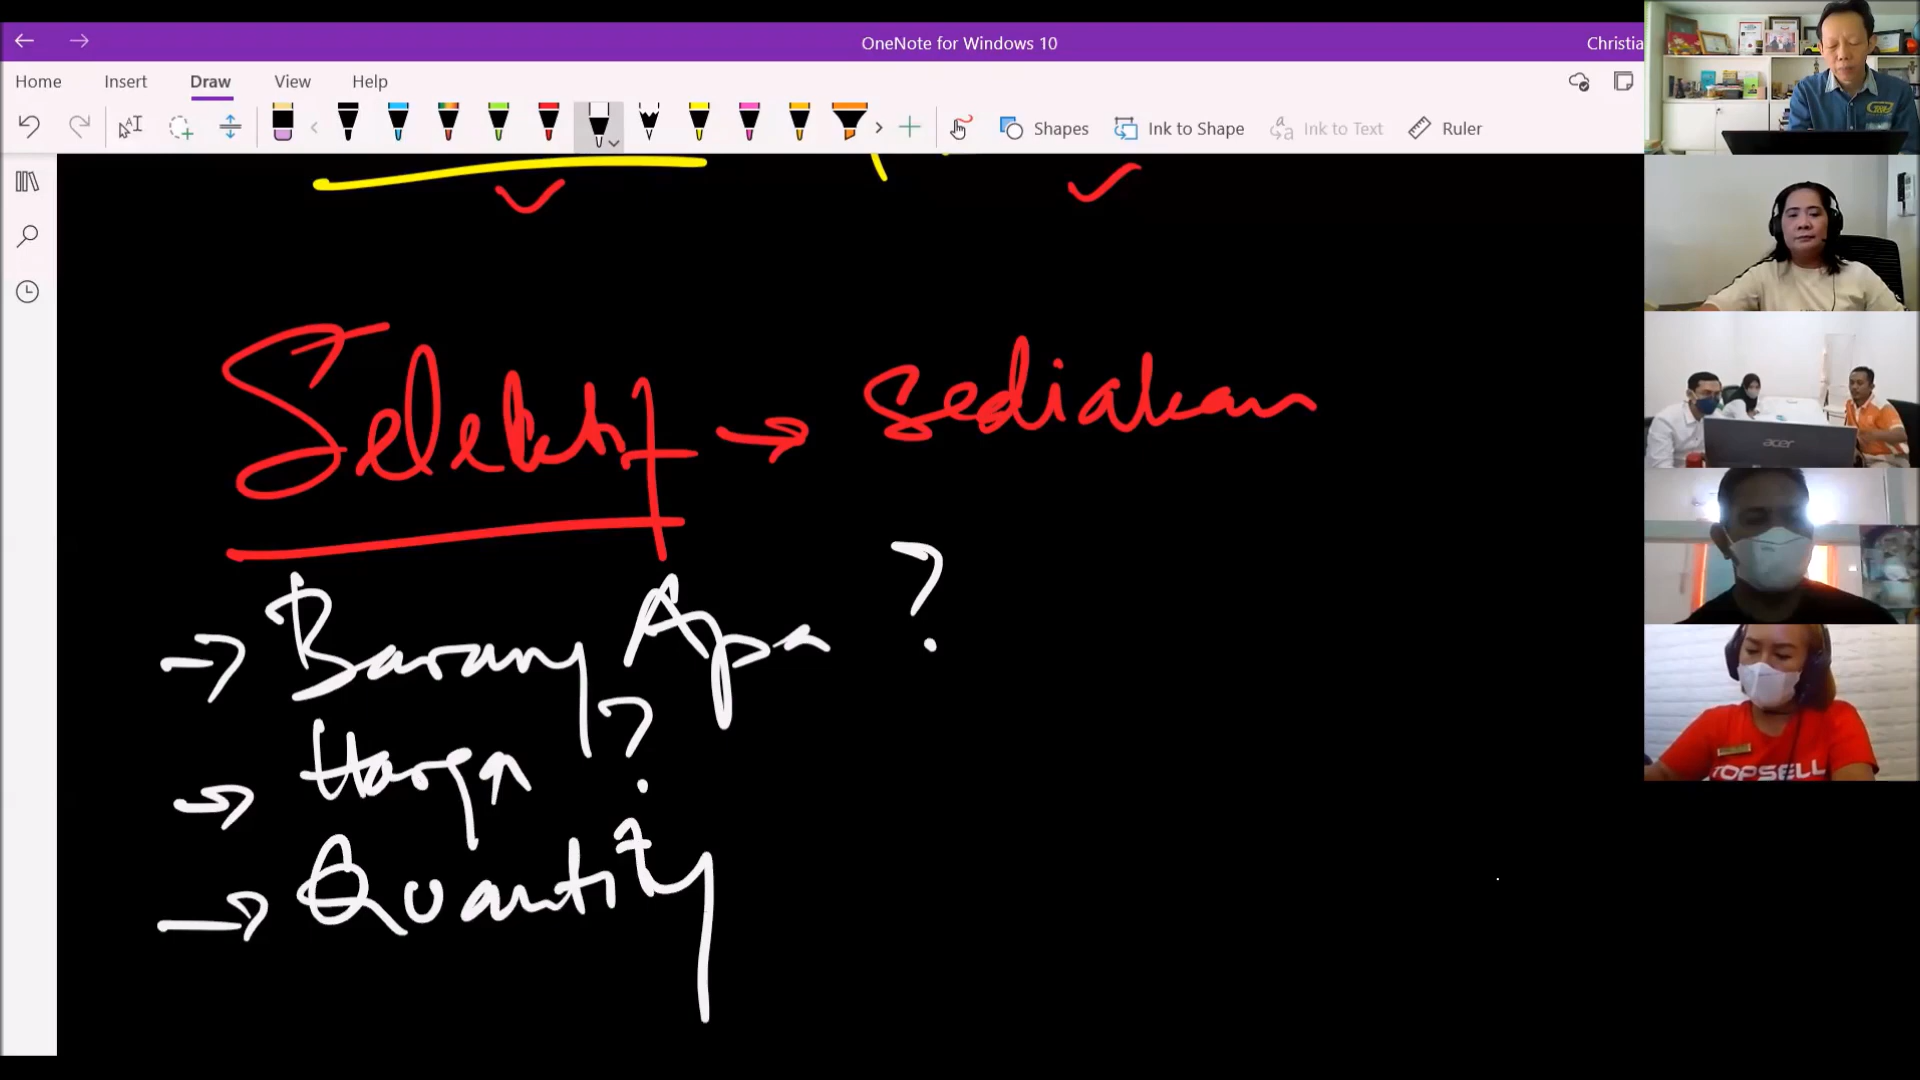 OneNote for Windows 10
Christia
Home Insert Draw View Help
Shapes Ink to Shape Ink to Text Ruler
Selektif → sediakan
→ Barang Apa ?
→ Harga ?
→ Quantity
acer
TOPSELL